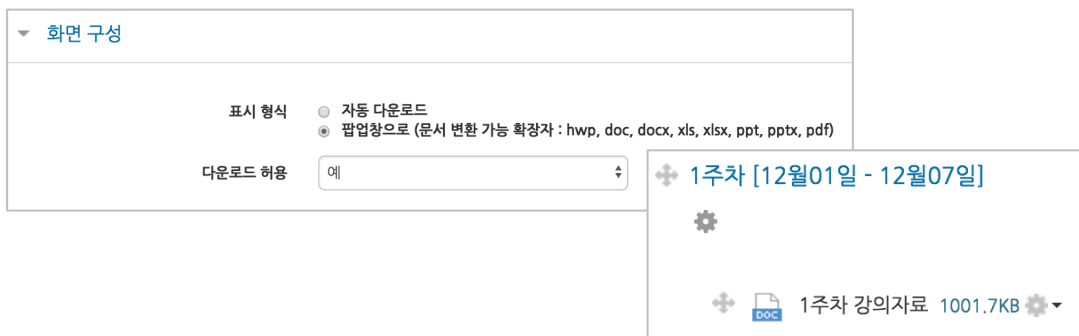 화면 구성
표시 형식
자동 다운로드
팝업창으로 (문서 변환 가능 확장자 : hwp, doc, docx, xls, xlsx, ppt, pptx, pdf)
다운로드 허용
예
1주차 [12월01일 - 12월07일]
DOC 1주차 강의자료 1001.7KB